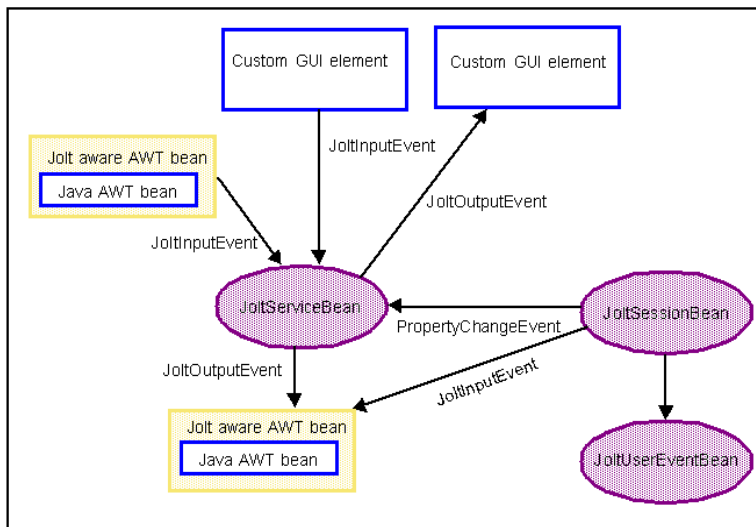 Custom GUI element
Custom GUI element
JoltInputEvent
Jolt aware AWT bean
Java AWT bean
JoltOutputEvent
JoltInputEvent
JoltServiceBean
JoltSessionBean
PropertyChangeEvent
JoltOutputEvent
JoltInputEvent
Jolt aware AWT bean
Java AWT bean
JoltUserEventBean